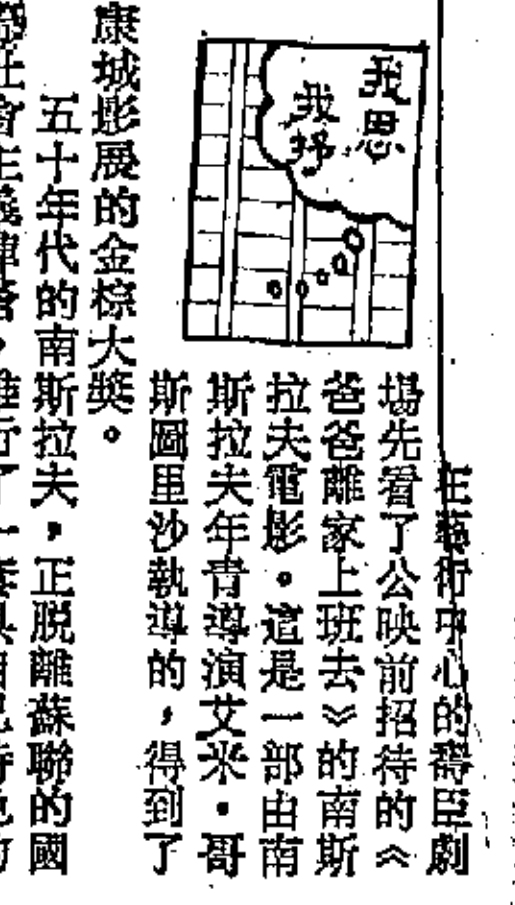 我思
我抒
在藝術中心的壽臣劇
場先看了公映前招待的《
爸爸離家上班去》的南斯
拉夫電影。這是一部由南
斯拉夫年青導演艾米·哥
斯圖里沙執導的,得到了
康城影展的金棕大獎。
五十年代的南斯拉夫,正脫離蘇聯的國